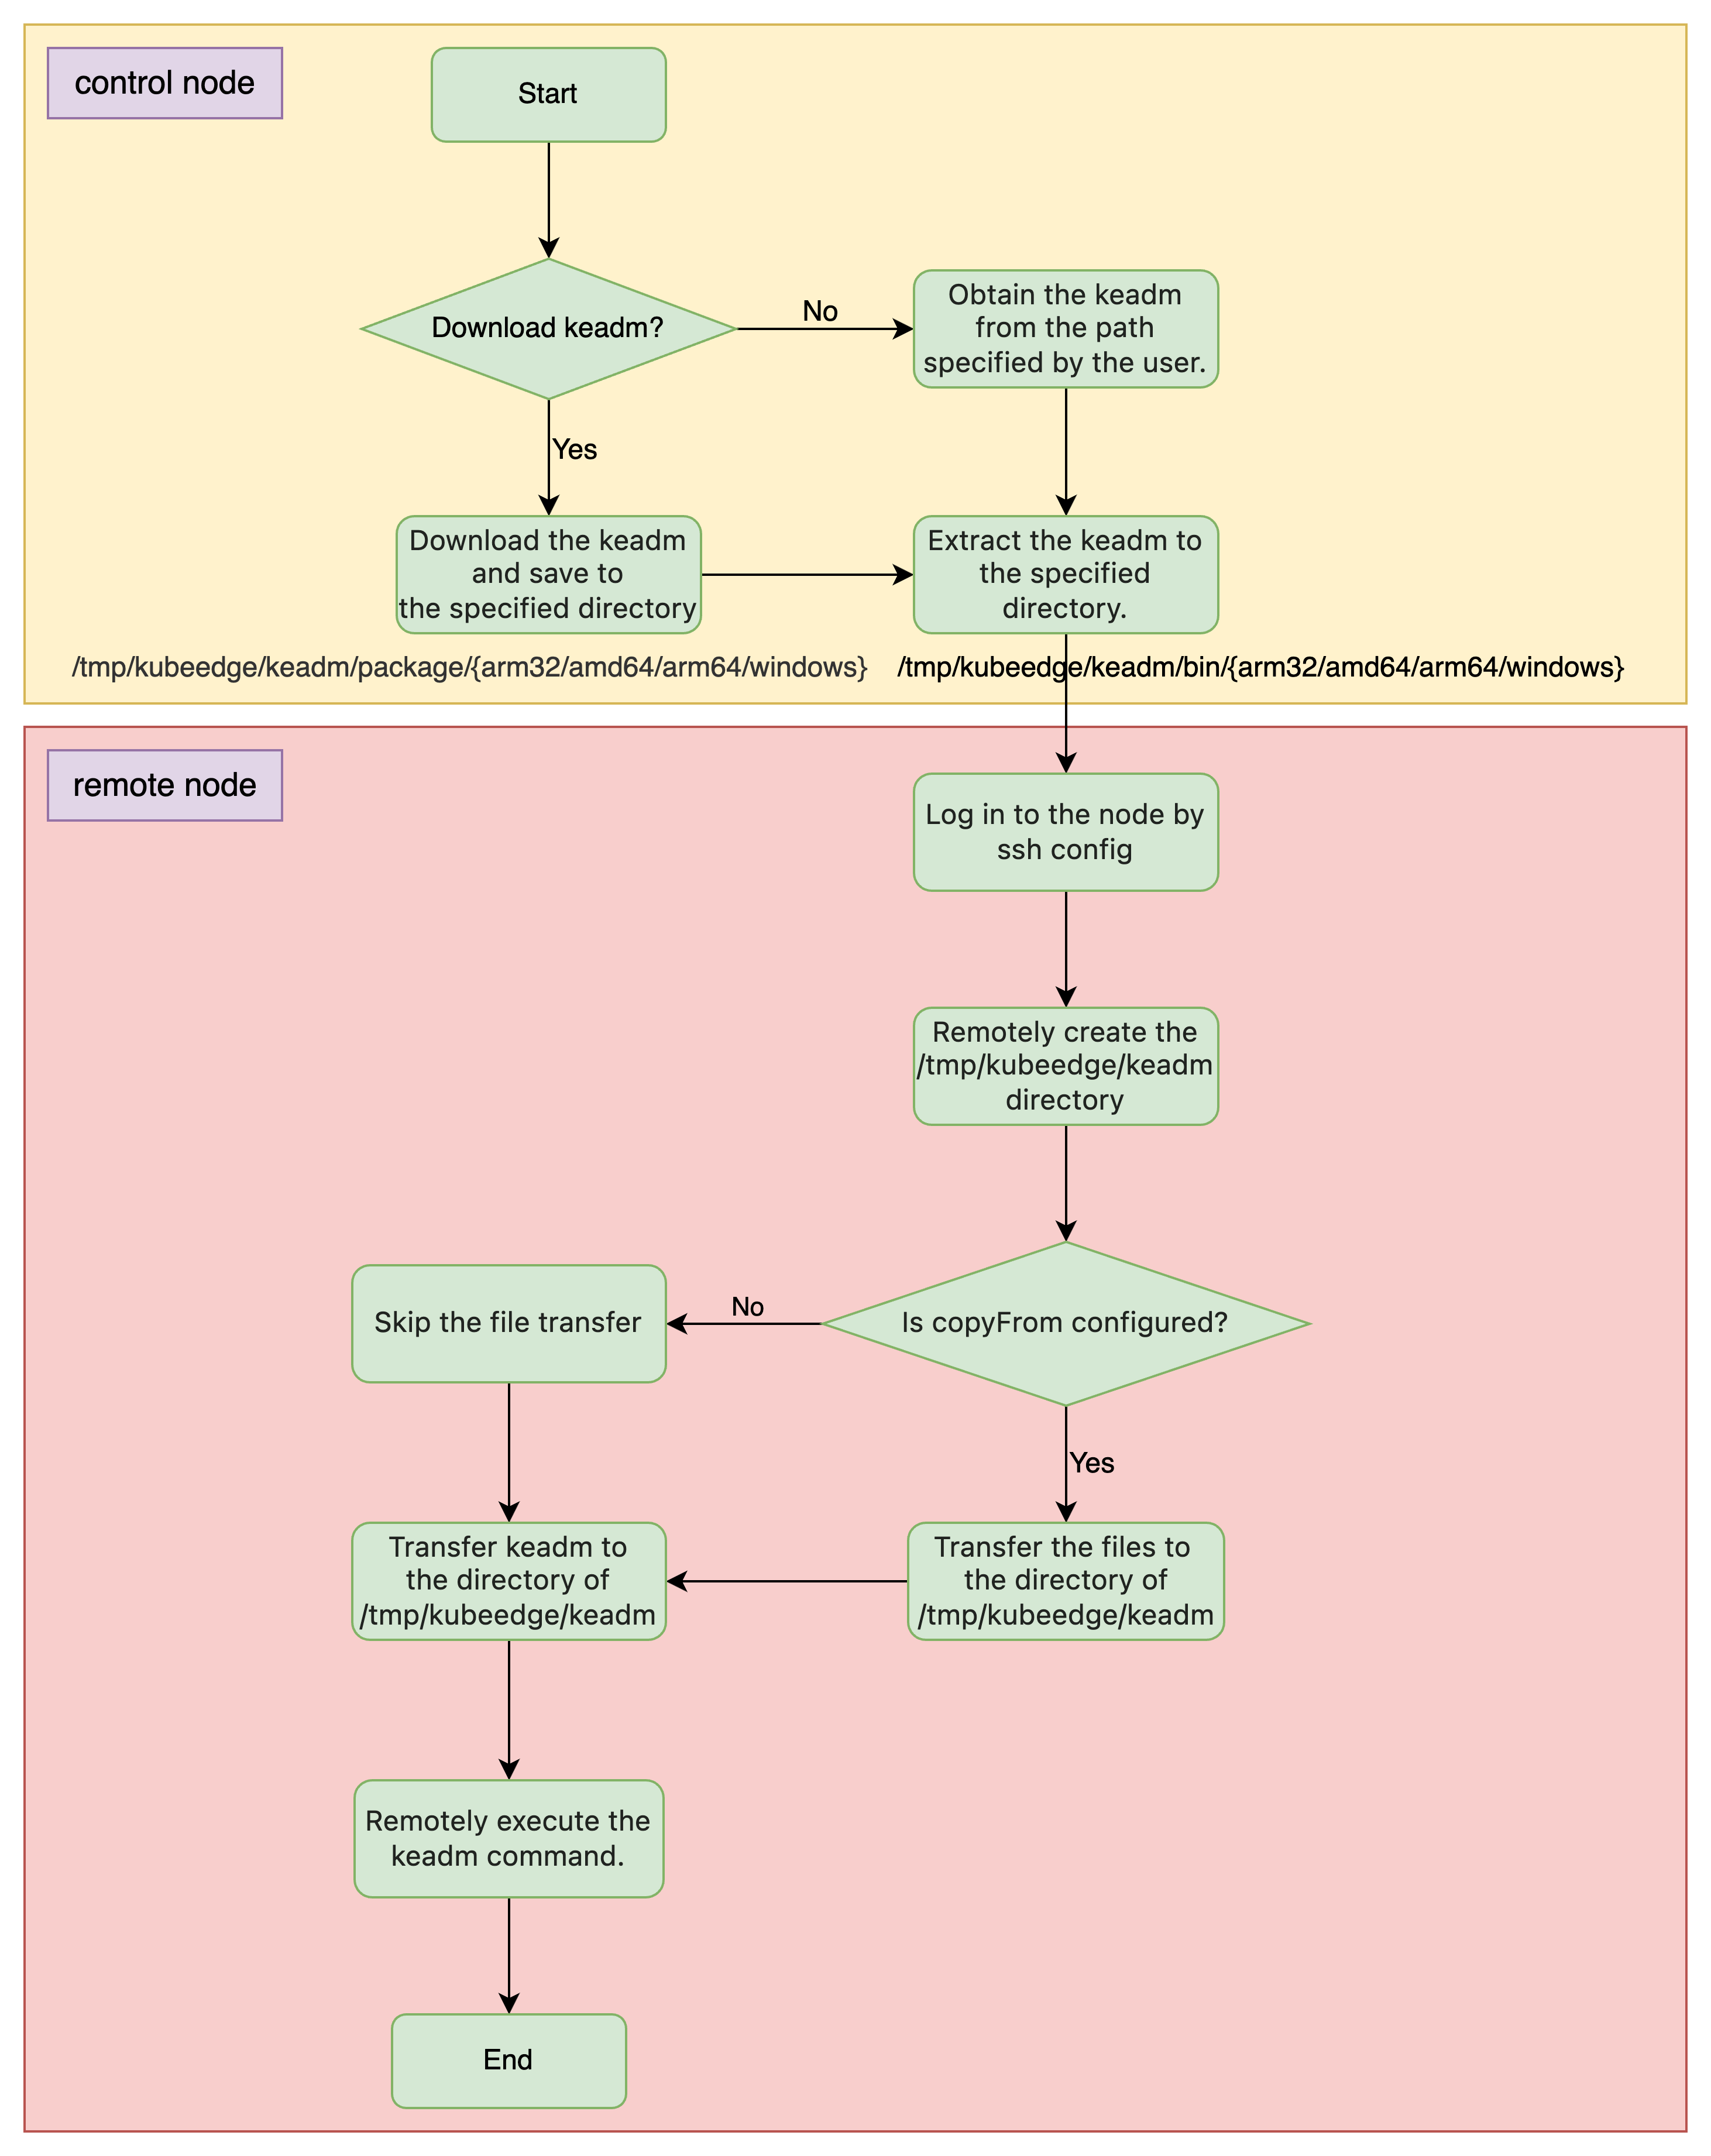 control node
Start
Download keadm?
No
Obtain the keadm
from the path
specified by the user.
Yes
Download the keadm
and save to
the specified directory
Extract the keadm to
the specified
directory.
/tmp/kubeedge/keadm/package/{arm32/amd64/arm64/windows}
/tmp/kubeedge/keadm/bin/{arm32/amd64/arm64/windows}
remote node
Log in to the node by
ssh config
Remotely create the
/tmp/kubeedge/keadm
directory
Is copyFrom configured?
No
Skip the file transfer
Yes
Transfer the files to
the directory of
/tmp/kubeedge/keadm
Transfer keadm to
the directory of
/tmp/kubeedge/keadm
Remotely execute the
keadm command.
End